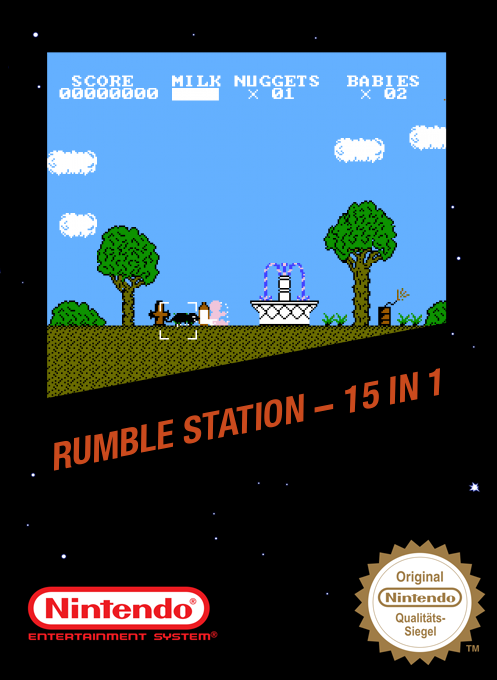 SCORE MILK NUGGETS BABIES
00000000 × 01 × 02
RUMBLE STATION – 15 IN 1
Original
Nintendo
Qualitäts-
Siegel
TM
Nintendo®
ENTERTAINMENT SYSTEM®